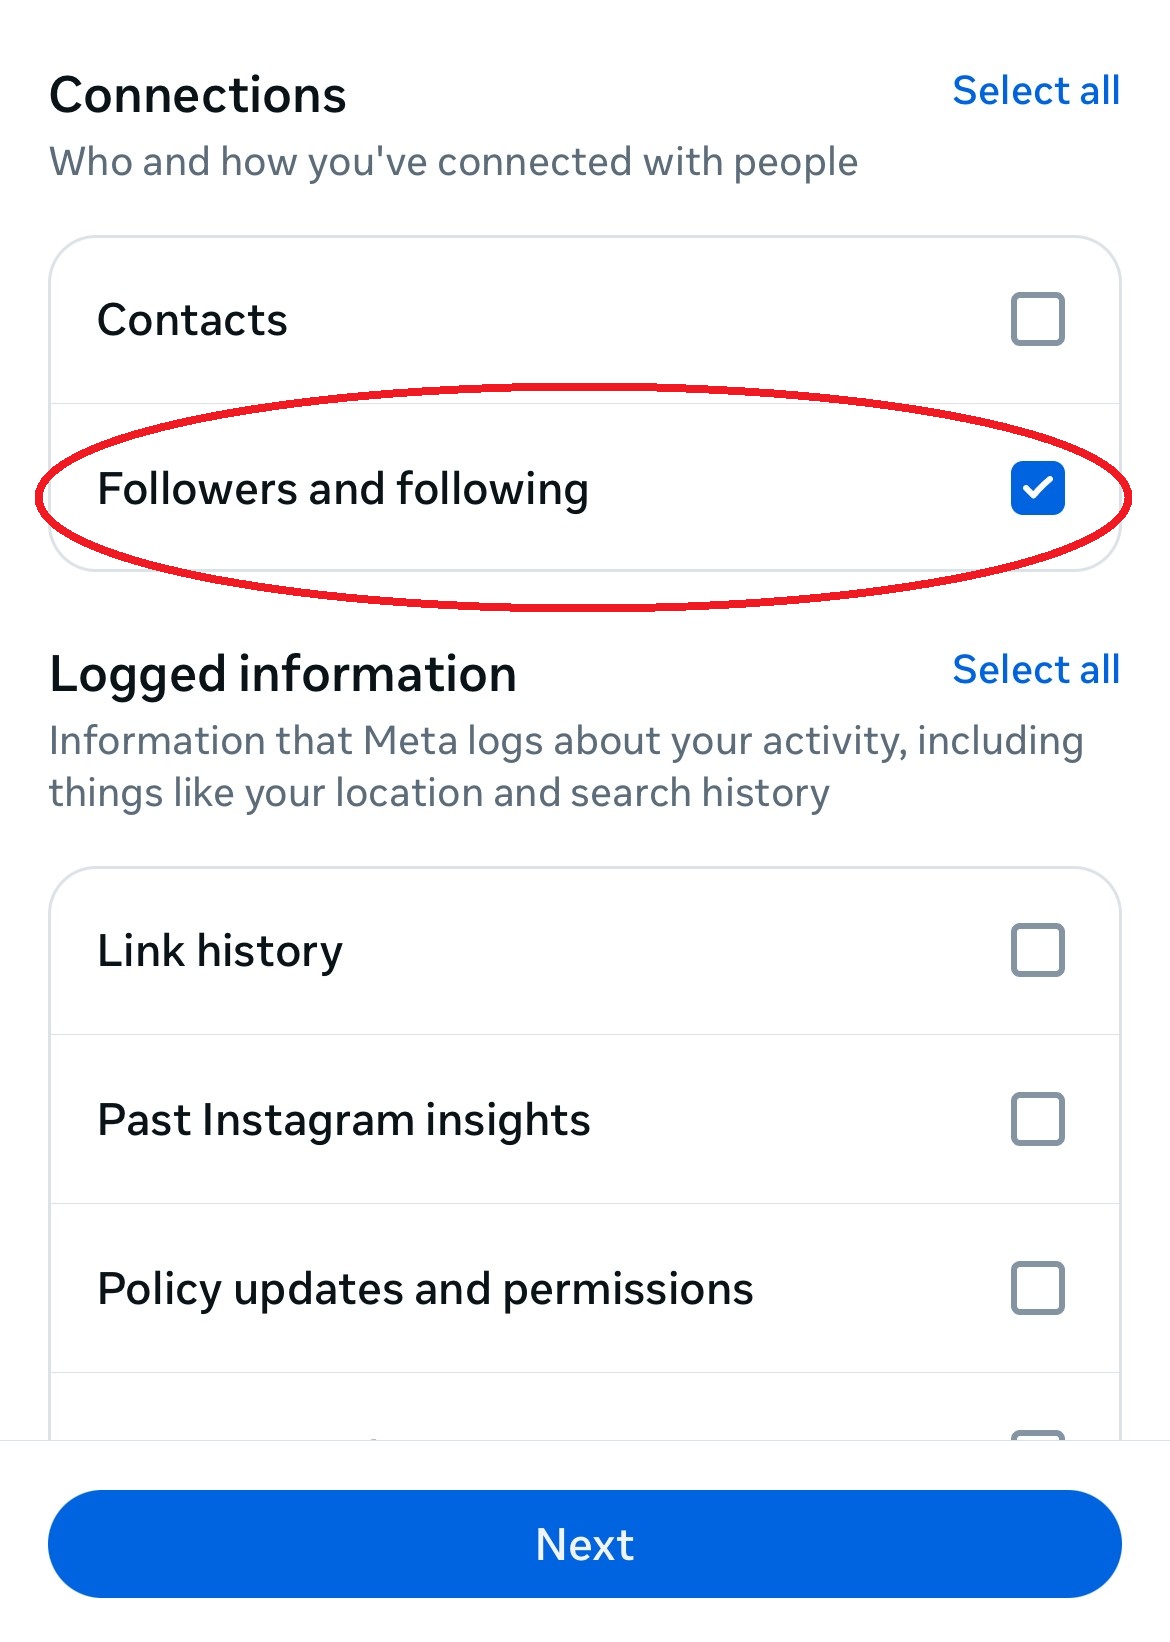 Connections
Select all
Who and how you've connected with people
Contacts
Followers and following
Logged information
Select all
Information that Meta logs about your activity, including
things like your location and search history
Link history
Past Instagram insights
Policy updates and permissions
Next